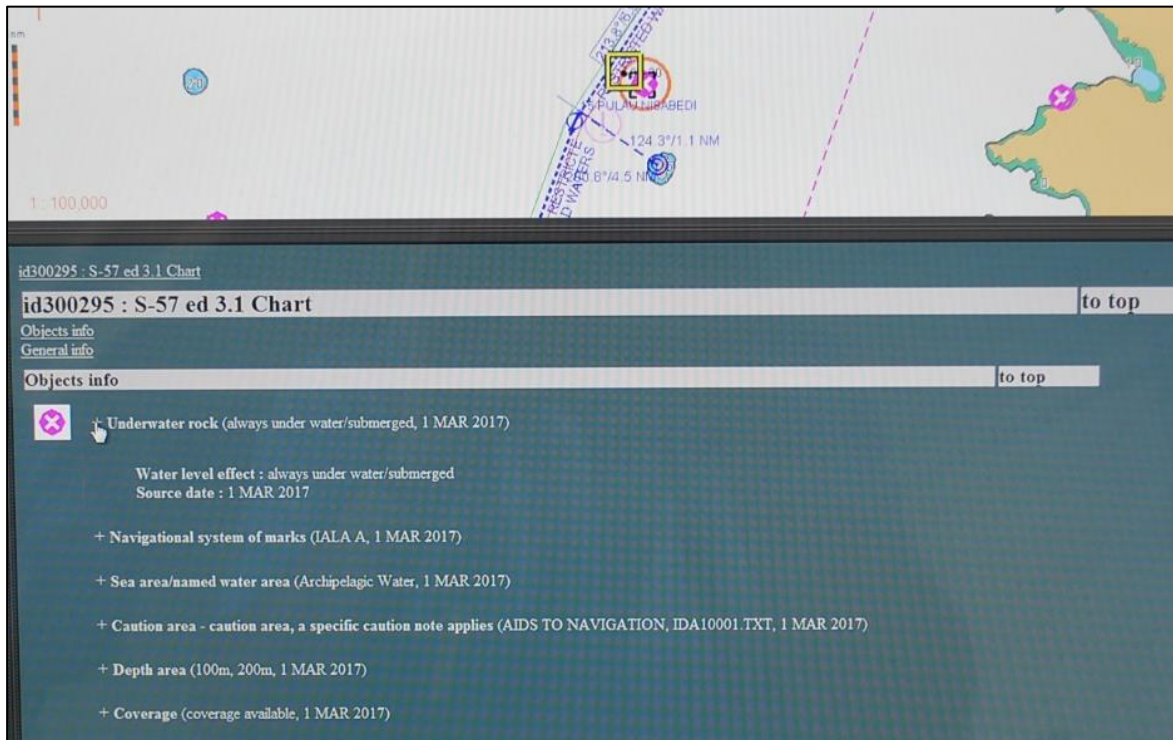 nm
20
PULAU NISABEDI
124.3°/1.1 NM
RESTRICTE
D WATERS
1 : 100,000
id300295 : S-57 ed 3.1 Chart
id300295 : S-57 ed 3.1 Chart to top
Objects info
General info
Objects info to top
+ Underwater rock (always under water/submerged, 1 MAR 2017)
Water level effect : always under water/submerged
Source date : 1 MAR 2017
+ Navigational system of marks (IALA A, 1 MAR 2017)
+ Sea area/named water area (Archipelagic Water, 1 MAR 2017)
+ Caution area - caution area, a specific caution note applies (AIDS TO NAVIGATION, IDA10001.TXT, 1 MAR 2017)
+ Depth area (100m, 200m, 1 MAR 2017)
+ Coverage (coverage available, 1 MAR 2017)